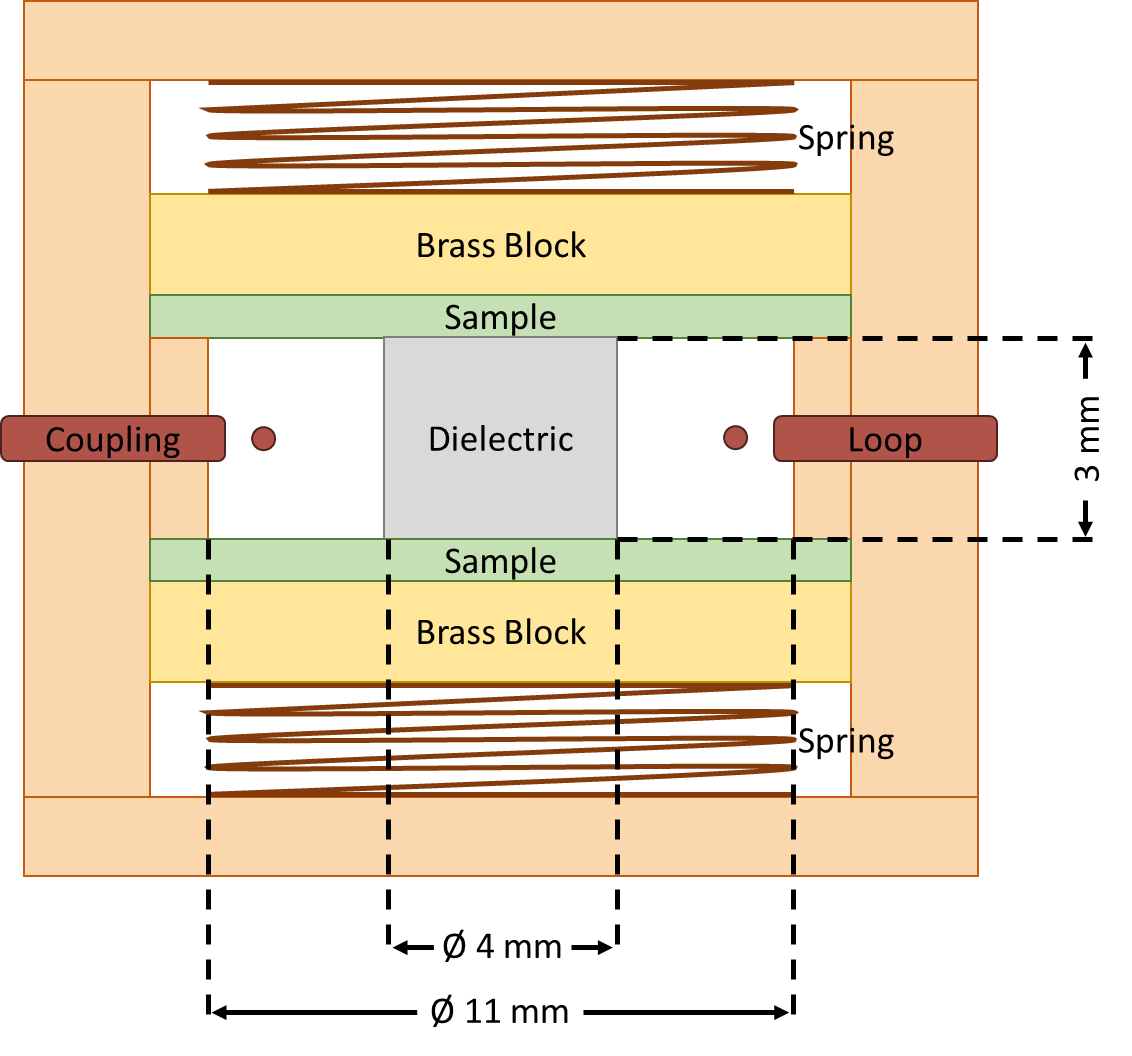 Spring
Brass Block
Sample
Coupling
Dielectric
Loop
3 mm
Sample
Brass Block
Spring
Ø 4 mm
Ø 11 mm